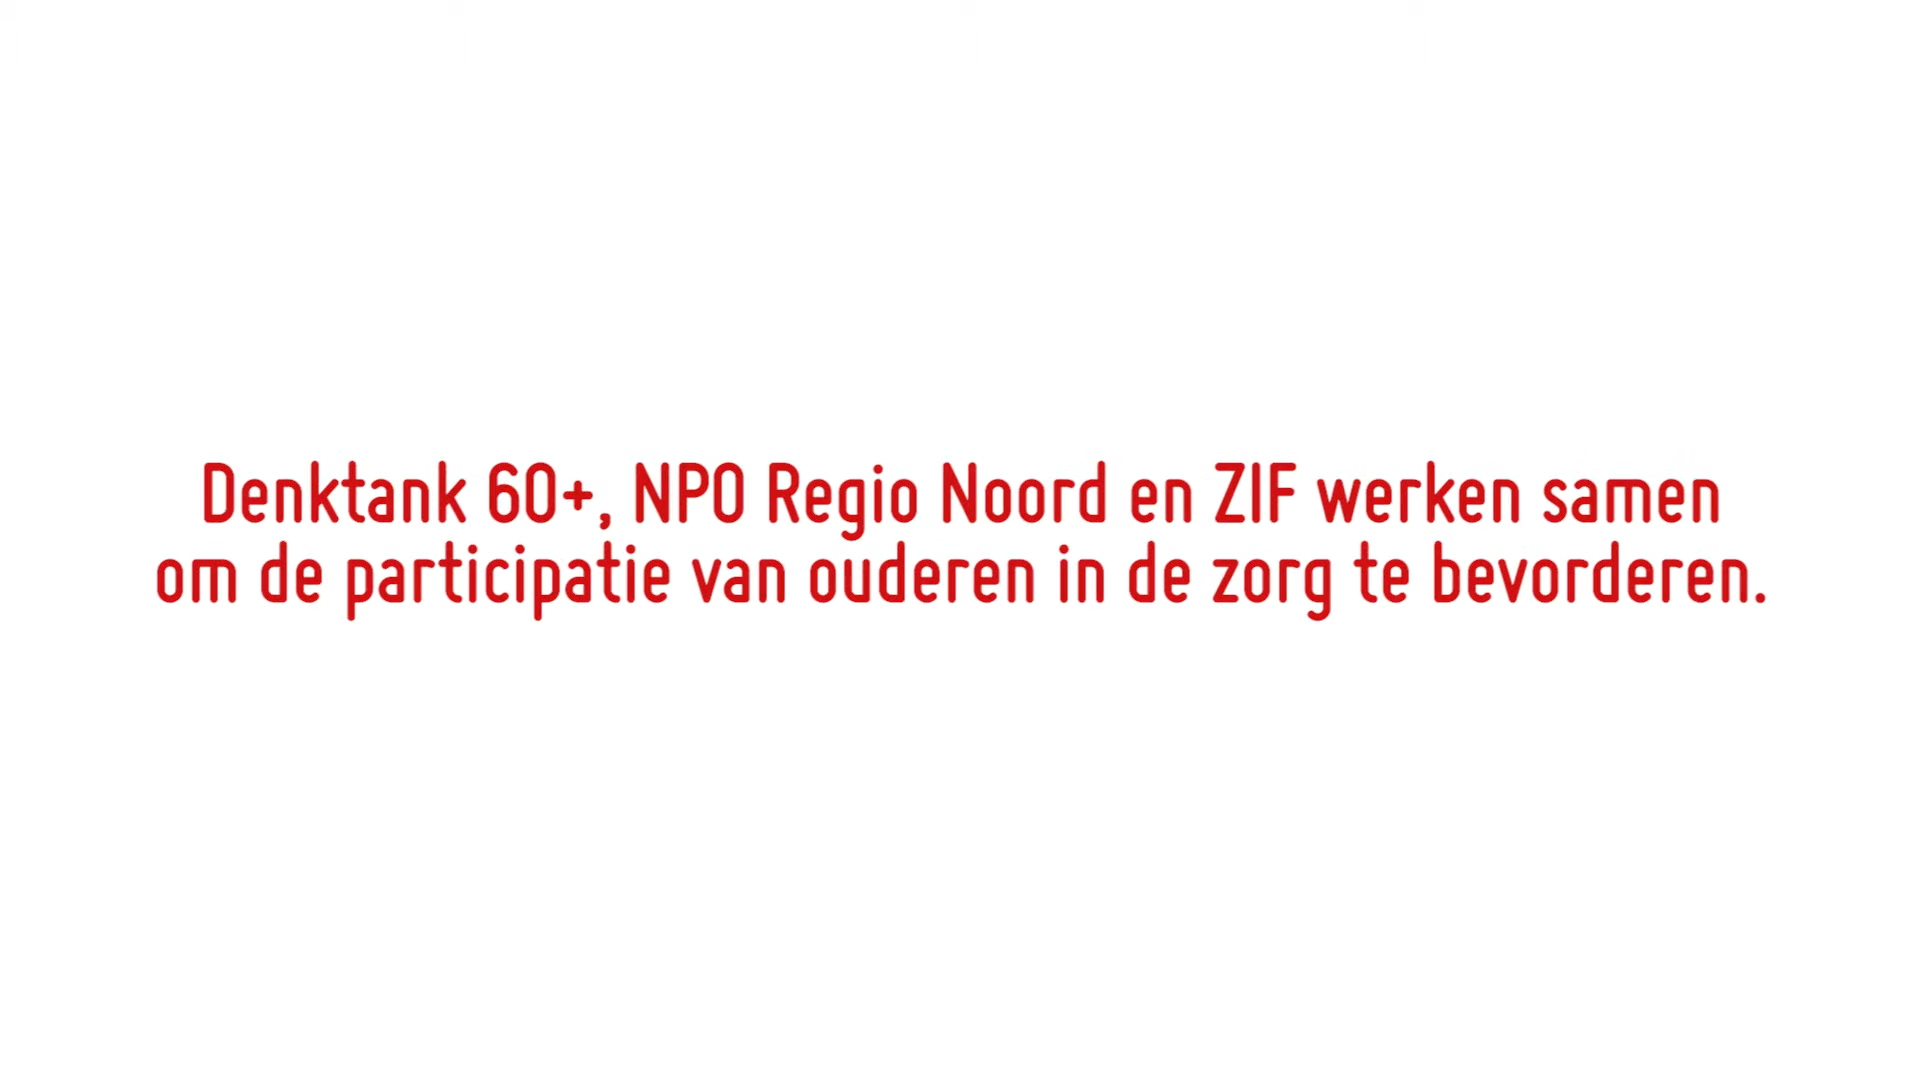 Denktank 60+, NPO Regio Noord en ZIF werken samen
om de participatie van ouderen in de zorg te bevorderen.